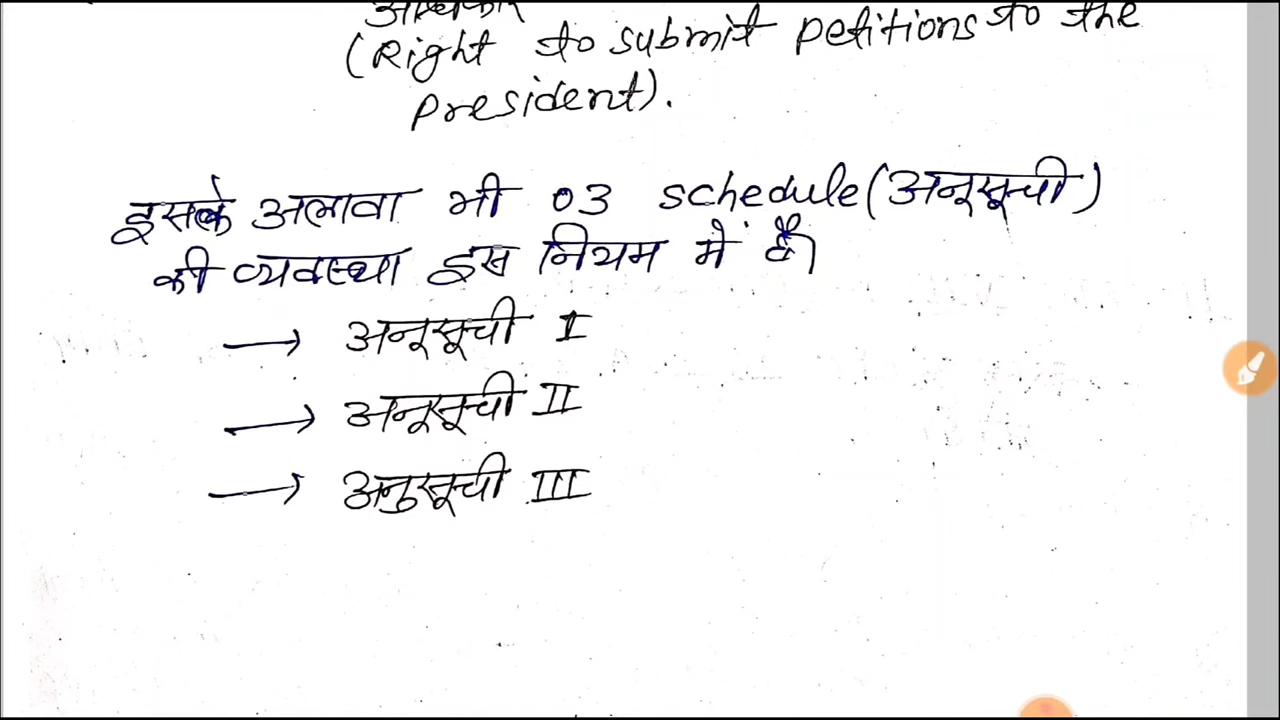 अधिकार
(Right to submit petitions to the
president).
इसके अलावा भी 03 schedule(अनूसूची)
की व्यवस्था इस नियम में है।
→ अनूसूची I
→ अनूसूची II
→ अनुसूची III